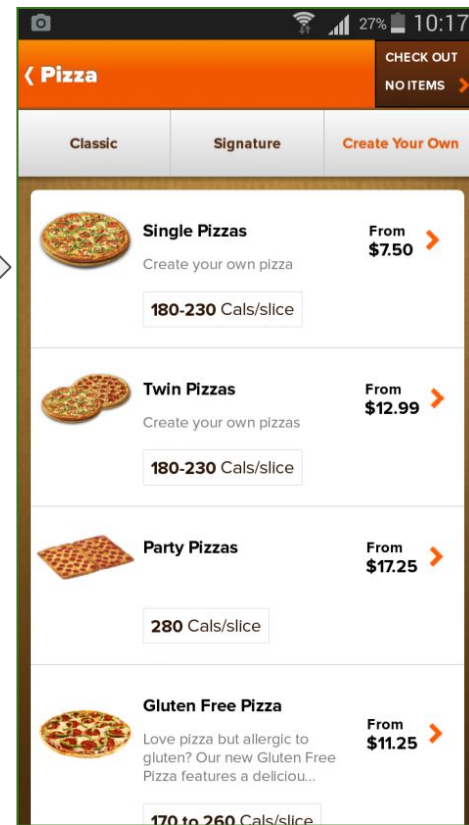 27% 10:17
Pizza
CHECK OUT
NO ITEMS
Classic Signature Create Your Own
Single Pizzas
Create your own pizza
From
$7.50
180-230 Cals/slice
Twin Pizzas
Create your own pizzas
From
$12.99
180-230 Cals/slice
Party Pizzas
From
$17.25
280 Cals/slice
Gluten Free Pizza
Love pizza but allergic to
gluten? Our new Gluten Free
Pizza features a deliciou...
From
$11.25
170 to 260 Cals/slice